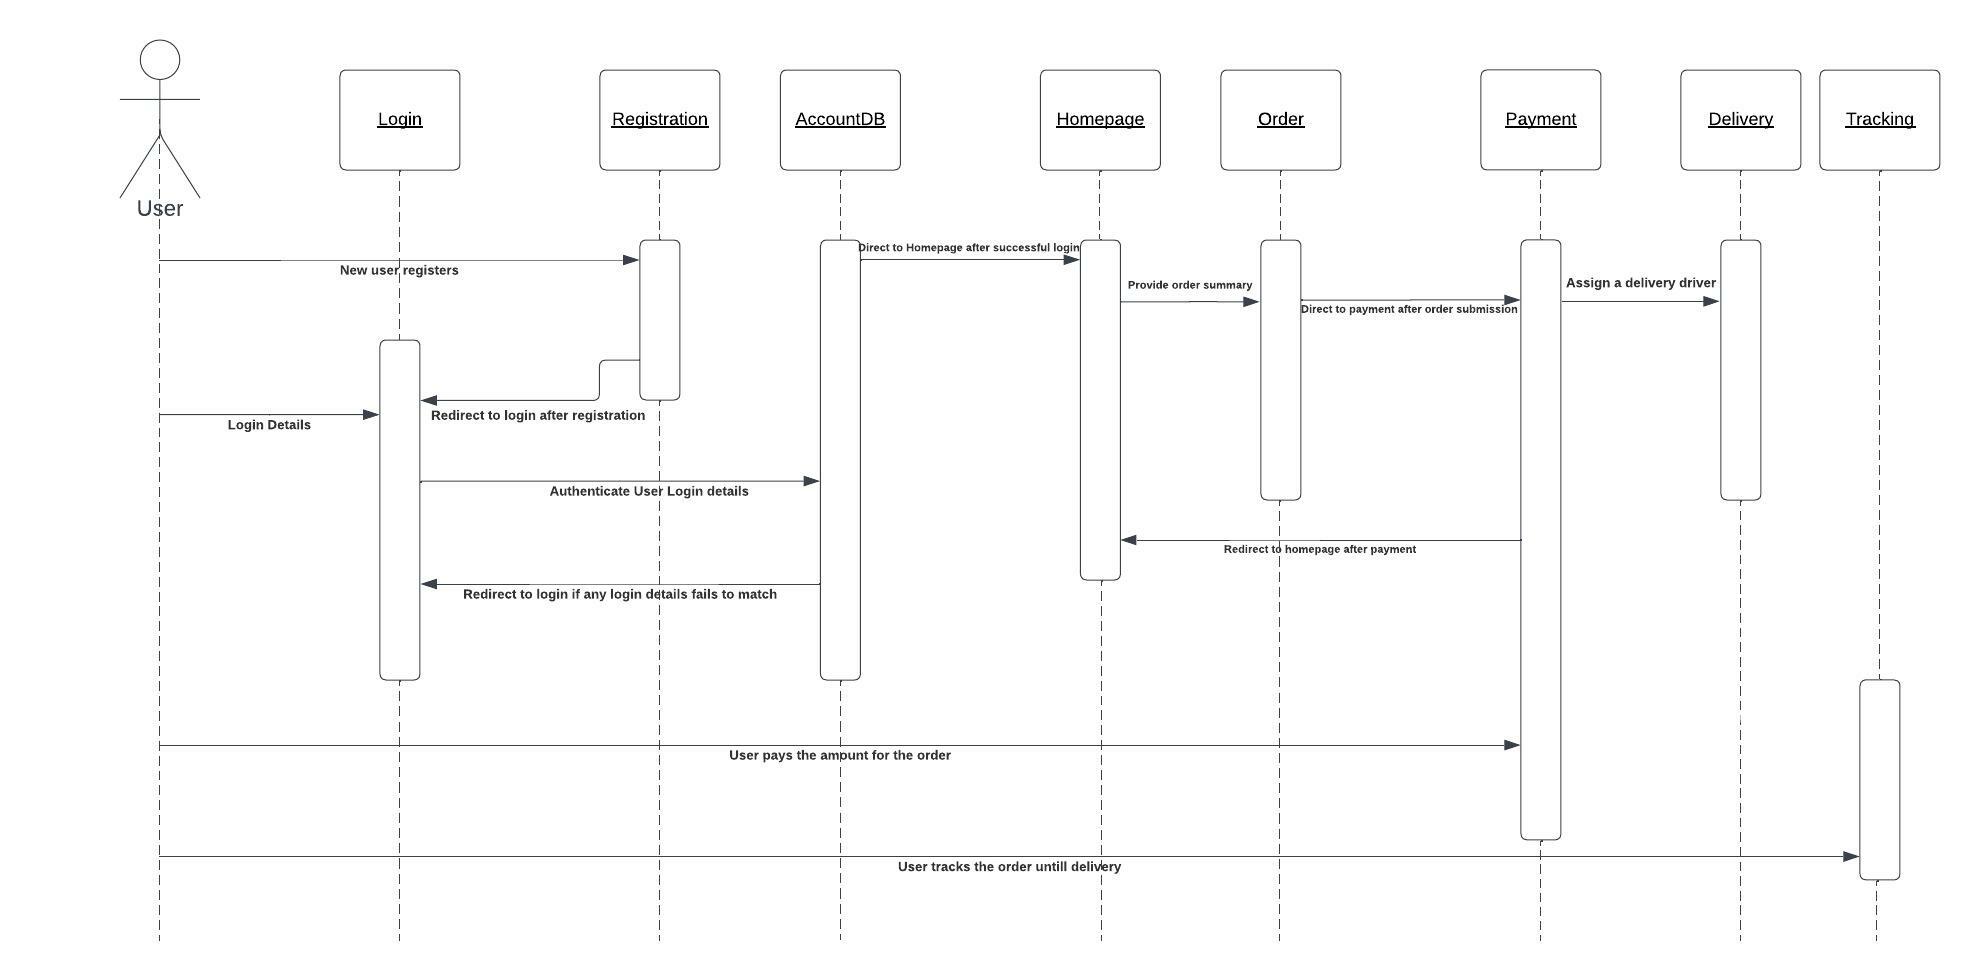 User
Login
Registration
AccountDB
Homepage
Order
Payment
Delivery
Tracking
Direct to Homepage after successful login
New user registers
Provide order summary
Assign a delivery driver
Direct to payment after order submission
Redirect to login after registration
Login Details
Authenticate User Login details
Redirect to homepage after payment
Redirect to login if any login details fails to match
User pays the amount for the order
User tracks the order untill delivery